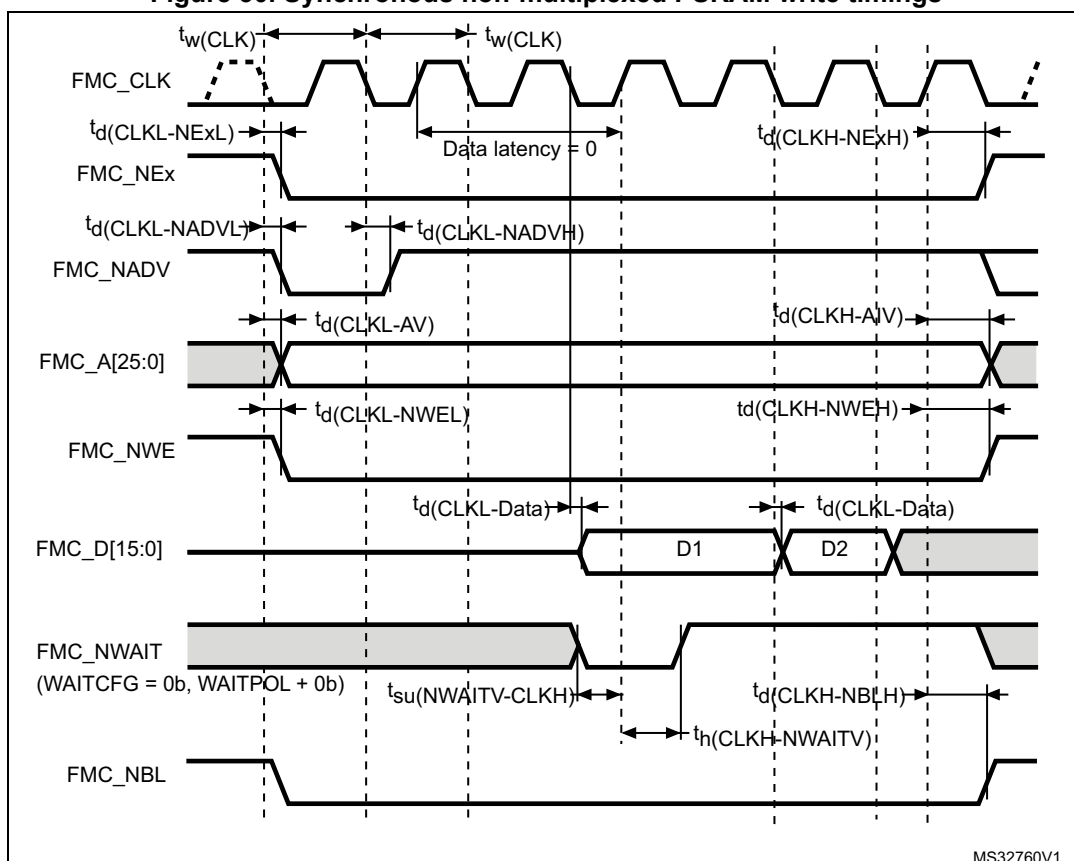 Figure Synchronous non-multiplexed PSRAM write timings
tw(CLK) tw(CLK)
FMC_CLK
td(CLKL-NExL) Data latency = 0 td(CLKH-NExH)
FMC_NEx
td(CLKL-NADVL) td(CLKL-NADVH)
FMC_NADV
td(CLKL-AV) td(CLKH-AIV)
FMC_A[25:0]
td(CLKL-NWEL) td(CLKH-NWEH)
FMC_NWE
td(CLKL-Data) td(CLKL-Data)
FMC_D[15:0] D1 D2
FMC_NWAIT
(WAITCFG = 0b, WAITPOL + 0b)
tsu(NWAITV-CLKH) td(CLKH-NBLH)
th(CLKH-NWAITV)
FMC_NBL
MS32760V1